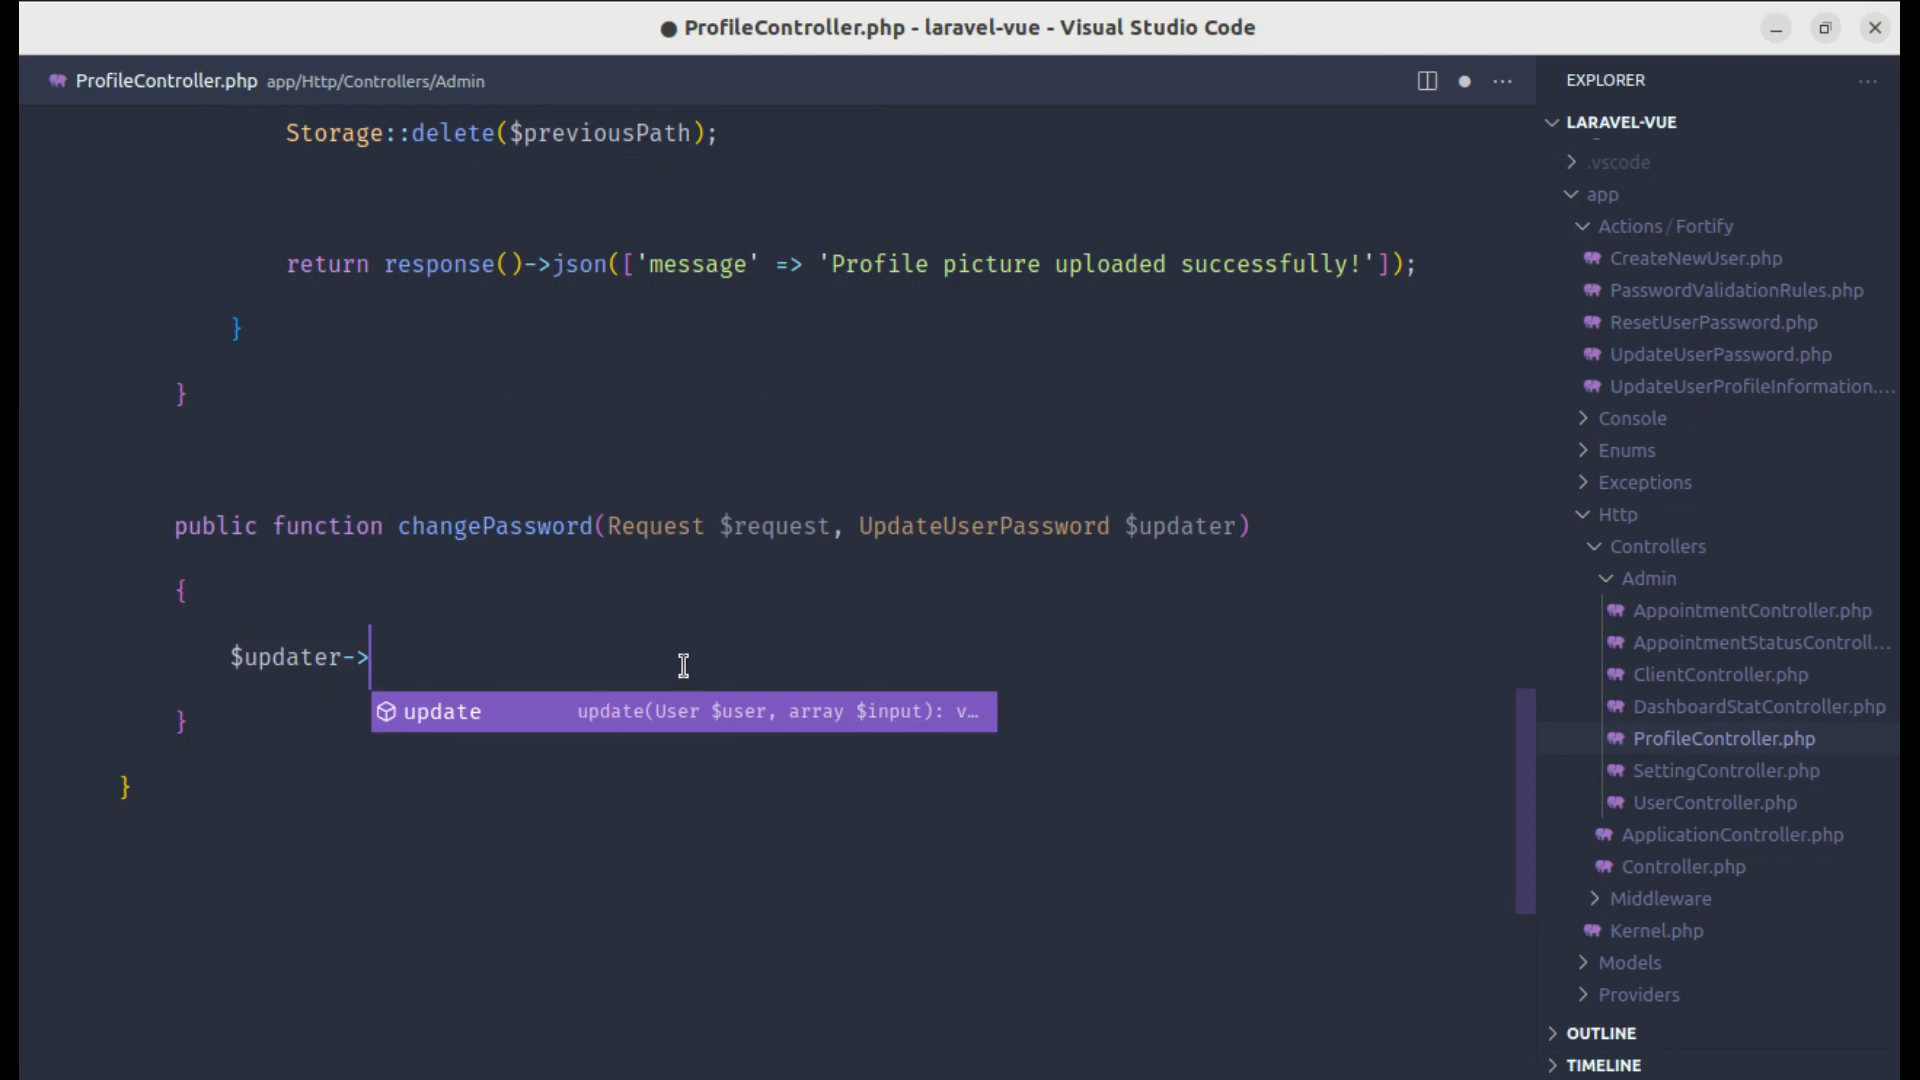 ● ProfileController.php - laravel-vue - Visual Studio Code
ProfileController.php app/Http/Controllers/Admin
Storage::delete($previousPath);
return response()->json(['message' => 'Profile picture uploaded successfully!']);
}
}
public function changePassword(Request $request, UpdateUserPassword $updater)
{
$updater->
update update(User $user, array $input): v…
}
}
EXPLORER
LARAVEL-VUE
.vscode
app
Actions / Fortify
CreateNewUser.php
PasswordValidationRules.php
ResetUserPassword.php
UpdateUserPassword.php
UpdateUserProfileInformation.…
Console
Enums
Exceptions
Http
Controllers
Admin
AppointmentController.php
AppointmentStatusControll…
ClientController.php
DashboardStatController.php
ProfileController.php
SettingController.php
UserController.php
ApplicationController.php
Controller.php
Middleware
Kernel.php
Models
Providers
OUTLINE
TIMELINE